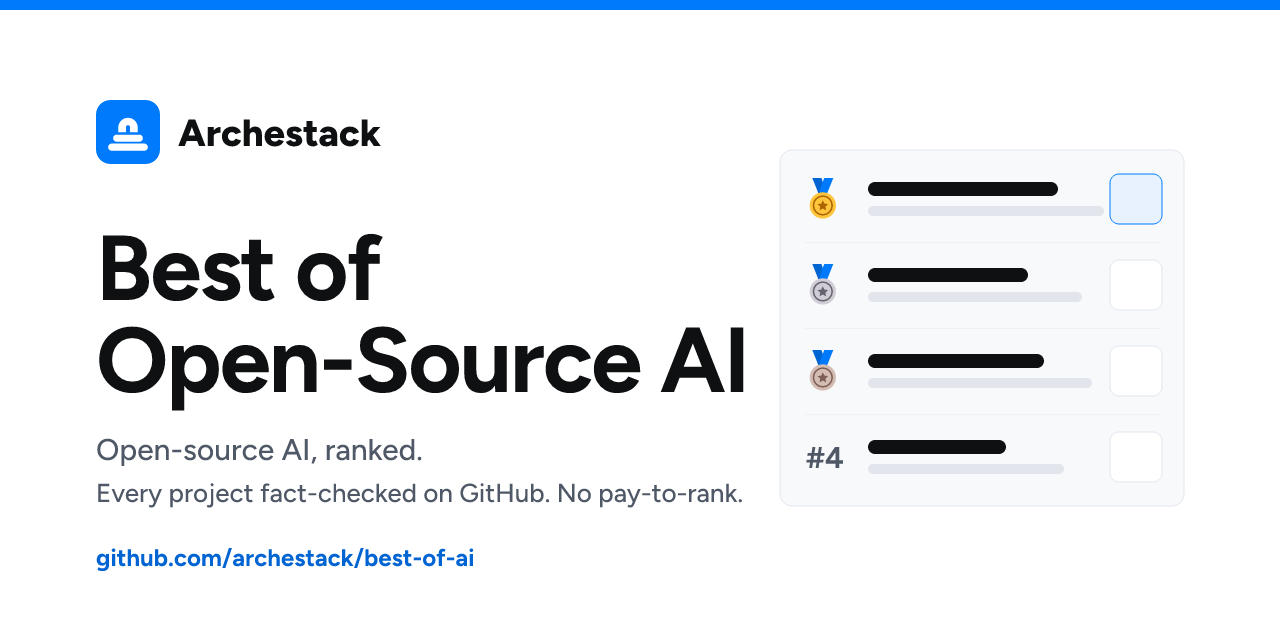 Archestack
Best of
Open-Source AI
Open-source AI, ranked.
Every project fact-checked on GitHub. No pay-to-rank.
github.com/archestack/best-of-ai
#4